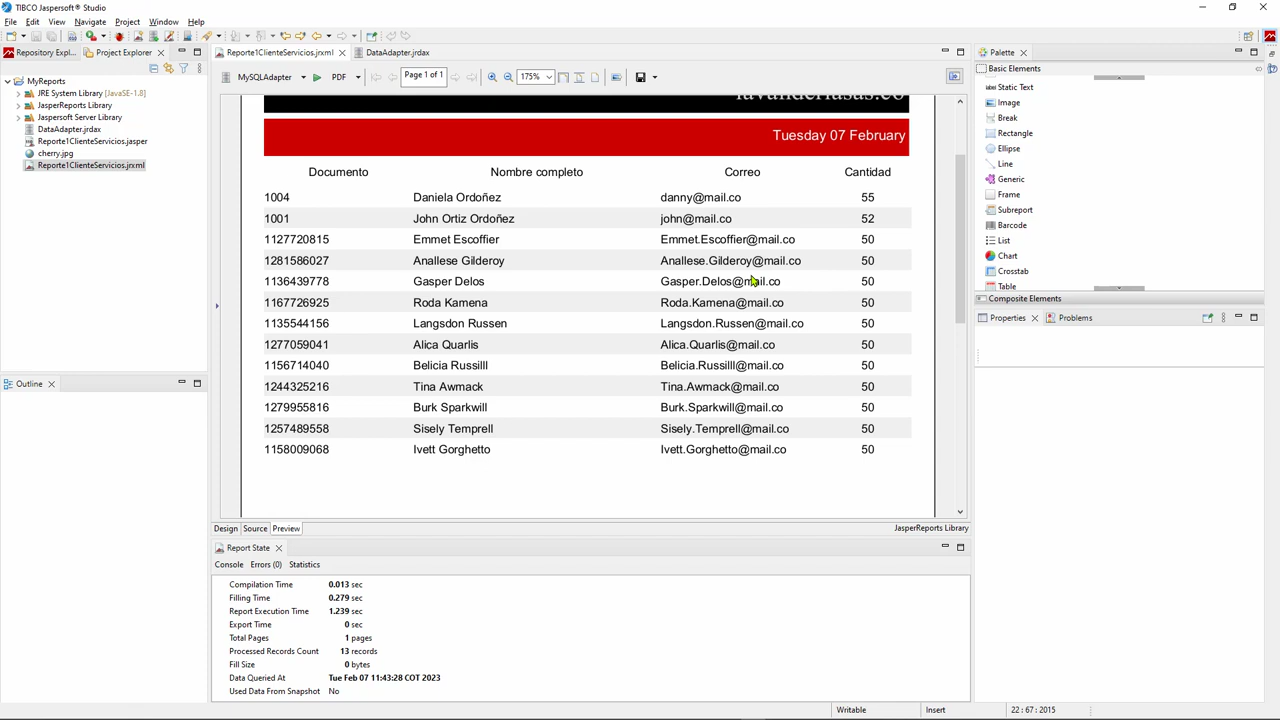 TIBCO Jaspersoft® Studio
File Edit View Navigate Project Window Help
Repository Expl... Project Explorer
MyReports
JRE System Library [JavaSE-1.8]
JasperReports Library
Jaspersoft Server Library
DataAdapter.jrdax
Reporte1ClienteServicios.jasper
cherry.jpg
Reporte1ClienteServicios.jrxml
Outline
Reporte1ClienteServicios.jrxml DataAdapter.jrdax
MySQLAdapter PDF Page 1 of 1 175%
lavanderiasas.co
Tuesday 07 February
Documento Nombre completo Correo Cantidad
1004 Daniela Ordoñez danny@mail.co 55
1001 John Ortiz Ordoñez john@mail.co 52
1127720815 Emmet Escoffier Emmet.Escoffier@mail.co 50
1281586027 Anallese Gilderoy Anallese.Gilderoy@mail.co 50
1136439778 Gasper Delos Gasper.Delos@mail.co 50
1167726925 Roda Kamena Roda.Kamena@mail.co 50
1135544156 Langsdon Russen Langsdon.Russen@mail.co 50
1277059041 Alica Quarlis Alica.Quarlis@mail.co 50
1156714040 Belicia Russilll Belicia.Russilll@mail.co 50
1244325216 Tina Awmack Tina.Awmack@mail.co 50
1279955816 Burk Sparkwill Burk.Sparkwill@mail.co 50
1257489558 Sisely Temprell Sisely.Temprell@mail.co 50
1158009068 Ivett Gorghetto Ivett.Gorghetto@mail.co 50
Design Source Preview JasperReports Library
Report State
Console Errors (0) Statistics
Compilation Time 0.013 sec
Filling Time 0.279 sec
Report Execution Time 1.239 sec
Export Time 0 sec
Total Pages 1 pages
Processed Records Count 13 records
Fill Size 0 bytes
Data Queried At Tue Feb 07 11:43:28 COT 2023
Used Data From Snapshot No
Palette
Basic Elements
Static Text
Image
Break
Rectangle
Ellipse
Line
Generic
Frame
Subreport
Barcode
List
Chart
Crosstab
Table
Composite Elements
Properties Problems
Writable Insert 22 : 67 : 2015